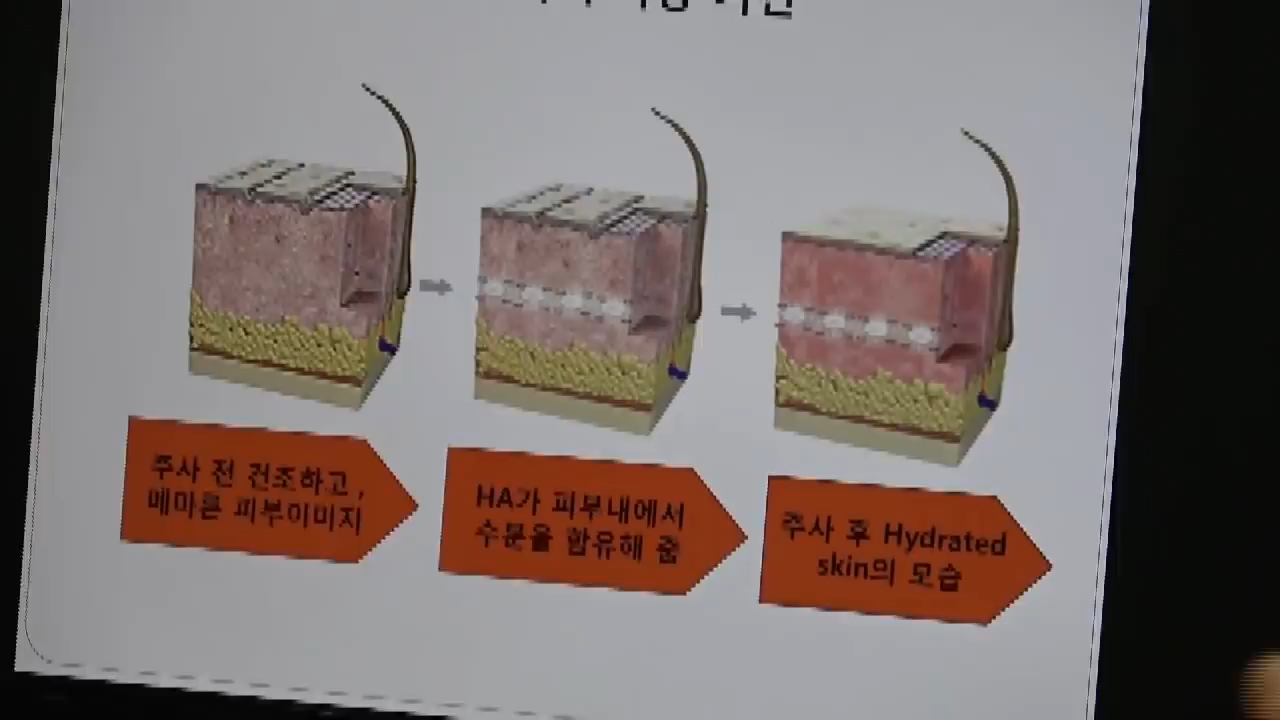 주사 전 건조하고,
메마른 피부이미지
HA가 피부내에서
수분을 함유해 줌
주사 후 Hydrated
skin의 모습